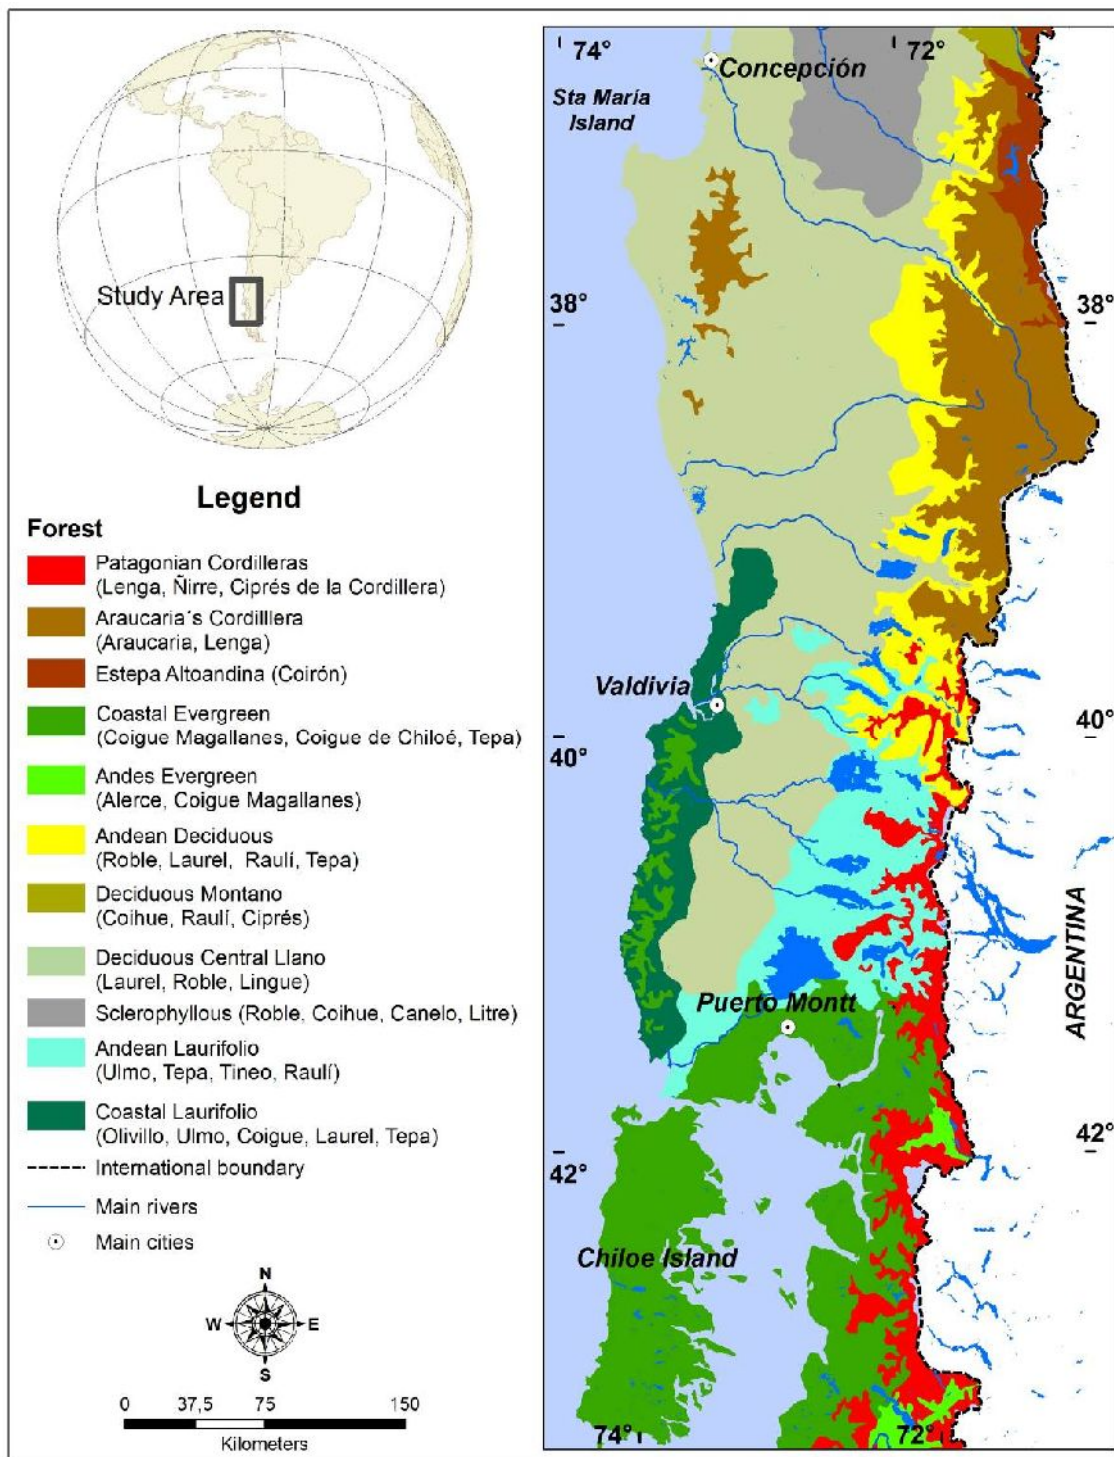 Study Area
Legend
Forest
Patagonian Cordilleras
(Lenga, Ñirre, Ciprés de la Cordillera)
Araucaria´s Cordilllera
(Araucaria, Lenga)
Estepa Altoandina (Coirón)
Coastal Evergreen
(Coigue Magallanes, Coigue de Chiloé, Tepa)
Andes Evergreen
(Alerce, Coigue Magallanes)
Andean Deciduous
(Roble, Laurel, Raulí, Tepa)
Deciduous Montano
(Coihue, Raulí, Ciprés)
Deciduous Central Llano
(Laurel, Roble, Lingue)
Sclerophyllous (Roble, Coihue, Canelo, Litre)
Andean Laurifolio
(Ulmo, Tepa, Tineo, Raulí)
Coastal Laurifolio
(Olivillo, Ulmo, Coigue, Laurel, Tepa)
International boundary
Main rivers
Main cities
N
W E
S
0 37,5 75 150
Kilometers
74° 72°
Concepción
Sta María
Island
38° 38°
Valdivia
40° 40°
Puerto Montt
ARGENTINA
42° 42°
Chiloe Island
74° 72°